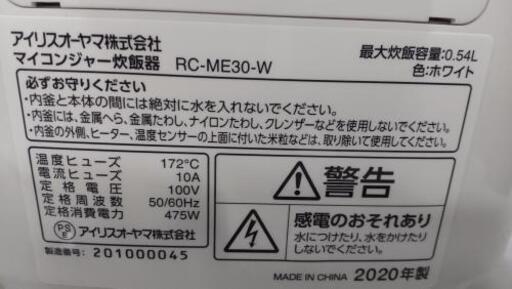 アイリスオーヤマ株式会社
マイコンジャー炊飯器 RC-ME30-W
最大炊飯容量:0.54L
色:ホワイト
必ずお守りください
・内釜と本体の間には絶対に水を入れないでください。
・内釜には、金属へら、金属たわし、ナイロンたわし、クレンザーなどを使用しないでください。
・内釜の外側、ヒーター、温度センサーの上面に付いた米粒などは、取り除いて使用してください。
温度ヒューズ 172℃
電流ヒューズ 10A
定格電圧 100V
定格周波数 50/60Hz
定格消費電力 475W
PSE アイリスオーヤマ株式会社
製造番号: 201000045
警告
感電のおそれあり
水につけたり、水をかけたり
しないでください。
MADE IN CHINA 2020年製